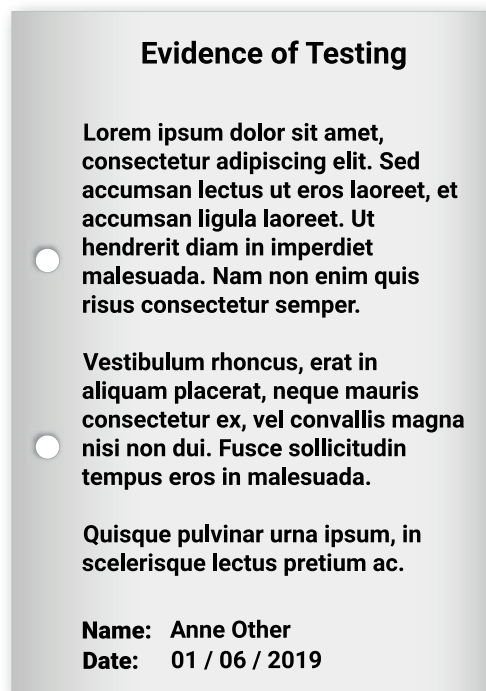 Evidence of Testing
Lorem ipsum dolor sit amet,
consectetur adipiscing elit. Sed
accumsan lectus ut eros laoreet, et
accumsan ligula laoreet. Ut
hendrerit diam in imperdiet
malesuada. Nam non enim quis
risus consectetur semper.
Vestibulum rhoncus, erat in
aliquam placerat, neque mauris
consectetur ex, vel convallis magna
nisi non dui. Fusce sollicitudin
tempus eros in malesuada.
Quisque pulvinar urna ipsum, in
scelerisque lectus pretium ac.
Name: Anne Other
Date: 01 / 06 / 2019